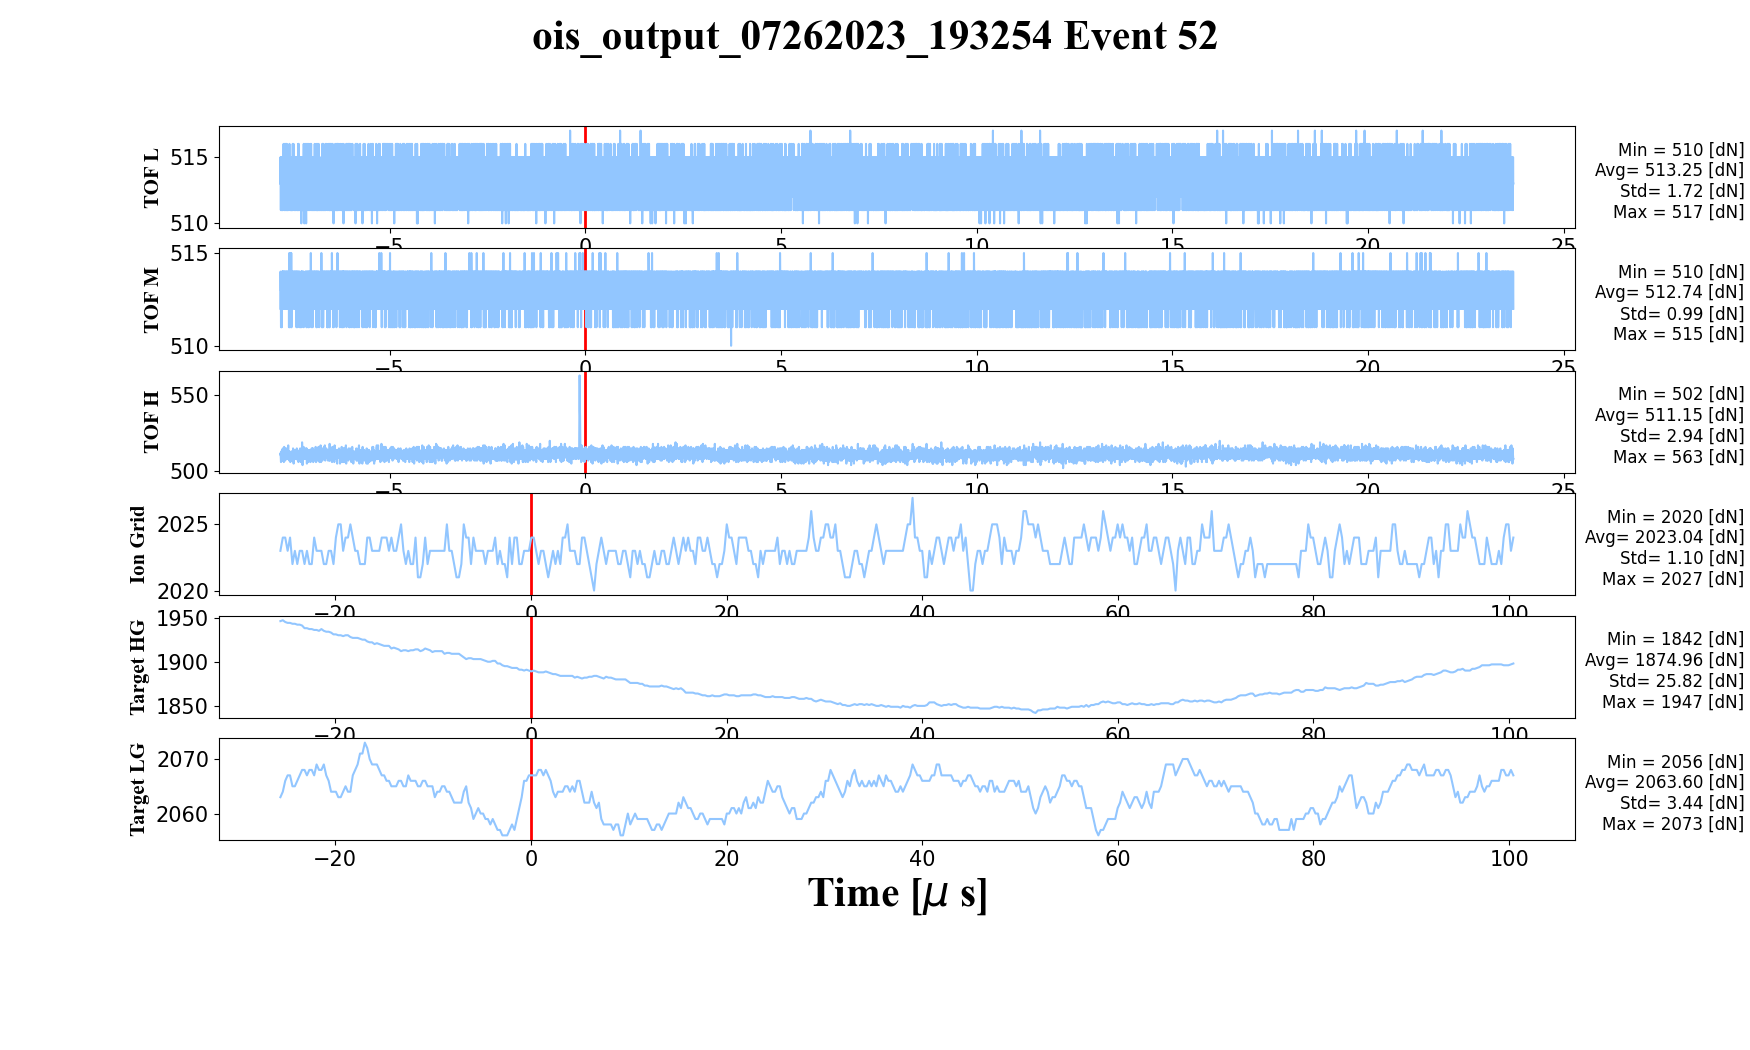 ois_output_07262023_193254 Event 52
TOF L
515
510
−5 0 5 10 15 20 25
Min = 510 [dN]
Avg= 513.25 [dN]
Std= 1.72 [dN]
Max = 517 [dN]
TOF M
515
510
−5 0 5 10 15 20 25
Min = 510 [dN]
Avg= 512.74 [dN]
Std= 0.99 [dN]
Max = 515 [dN]
TOF H
550
500
−5 0 5 10 15 20 25
Min = 502 [dN]
Avg= 511.15 [dN]
Std= 2.94 [dN]
Max = 563 [dN]
Ion Grid
2025
2020
−20 0 20 40 60 80 100
Min = 2020 [dN]
Avg= 2023.04 [dN]
Std= 1.10 [dN]
Max = 2027 [dN]
Target HG
1950
1900
1850
−20 0 20 40 60 80 100
Min = 1842 [dN]
Avg= 1874.96 [dN]
Std= 25.82 [dN]
Max = 1947 [dN]
Target LG
2070
2060
−20 0 20 40 60 80 100
Min = 2056 [dN]
Avg= 2063.60 [dN]
Std= 3.44 [dN]
Max = 2073 [dN]
Time [μ s]